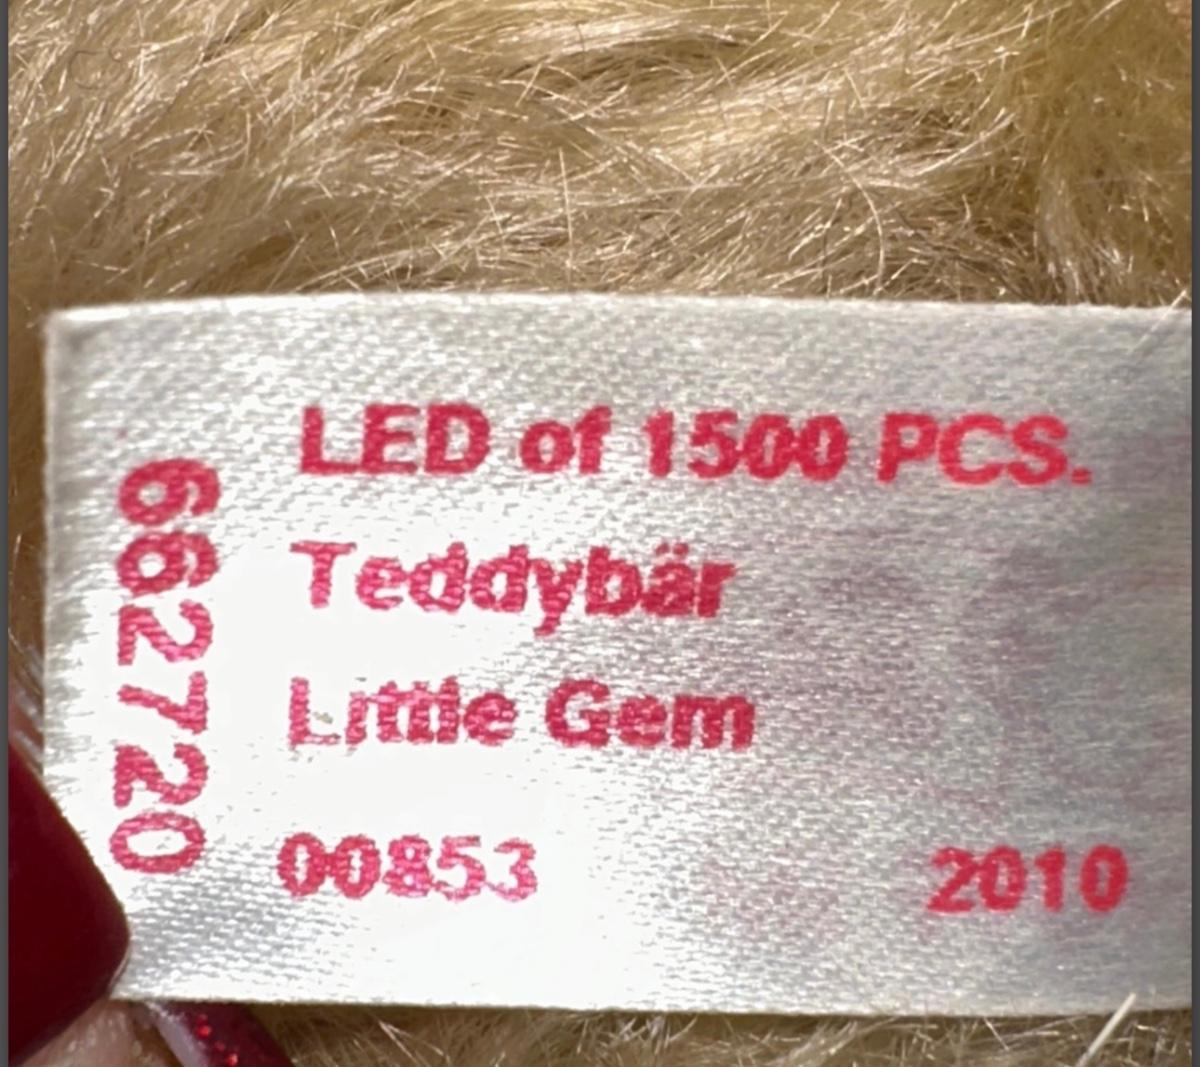 LED of 1500 PCS.
Teddybär
Little Gem
00853 2010
662720